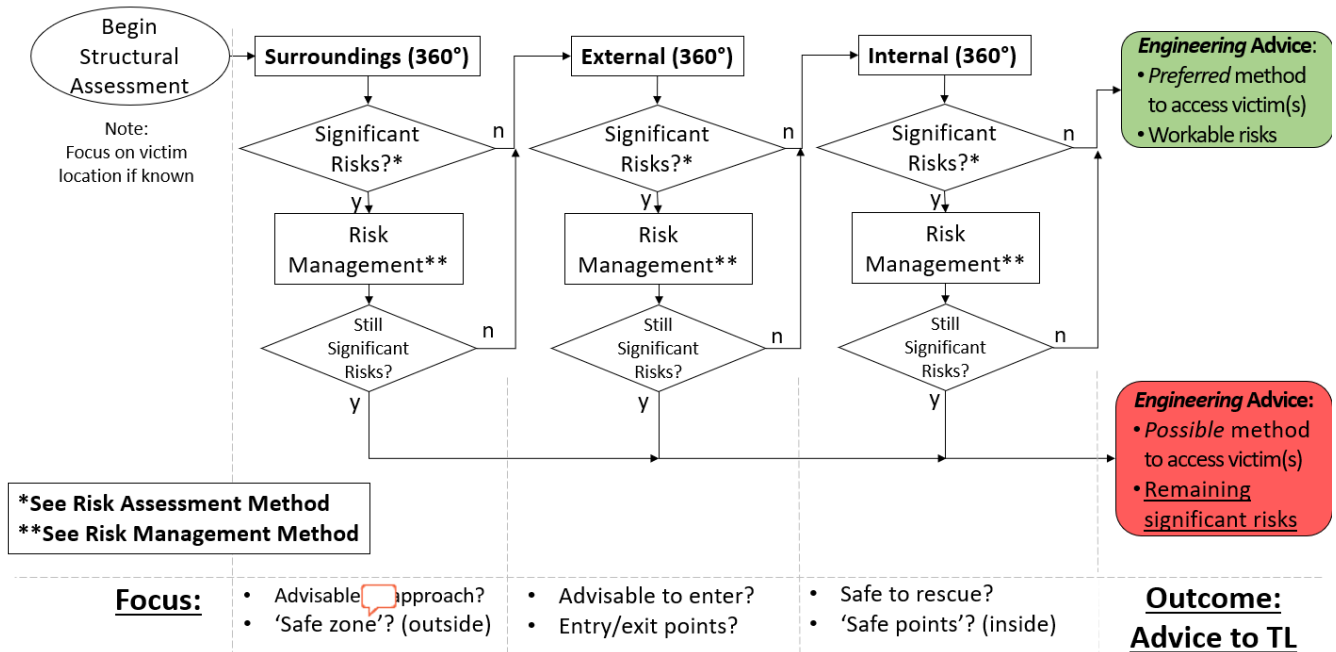 Begin
Structural
Assessment
Note:
Focus on victim
location if known
Surroundings (360°)
Significant
Risks?*
n
y
Risk
Management**
Still
Significant
Risks?
n
y
External (360°)
Significant
Risks?*
n
y
Risk
Management**
Still
Significant
Risks?
n
y
Internal (360°)
Significant
Risks?*
n
y
Risk
Management**
Still
Significant
Risks?
n
y
Engineering Advice:
• Preferred method
to access victim(s)
• Workable risks
Engineering Advice:
• Possible method
to access victim(s)
• Remaining
significant risks
*See Risk Assessment Method
**See Risk Management Method
Focus:
• Advisable approach?
• ‘Safe zone’? (outside)
• Advisable to enter?
• Entry/exit points?
• Safe to rescue?
• ‘Safe points’? (inside)
Outcome:
Advice to TL